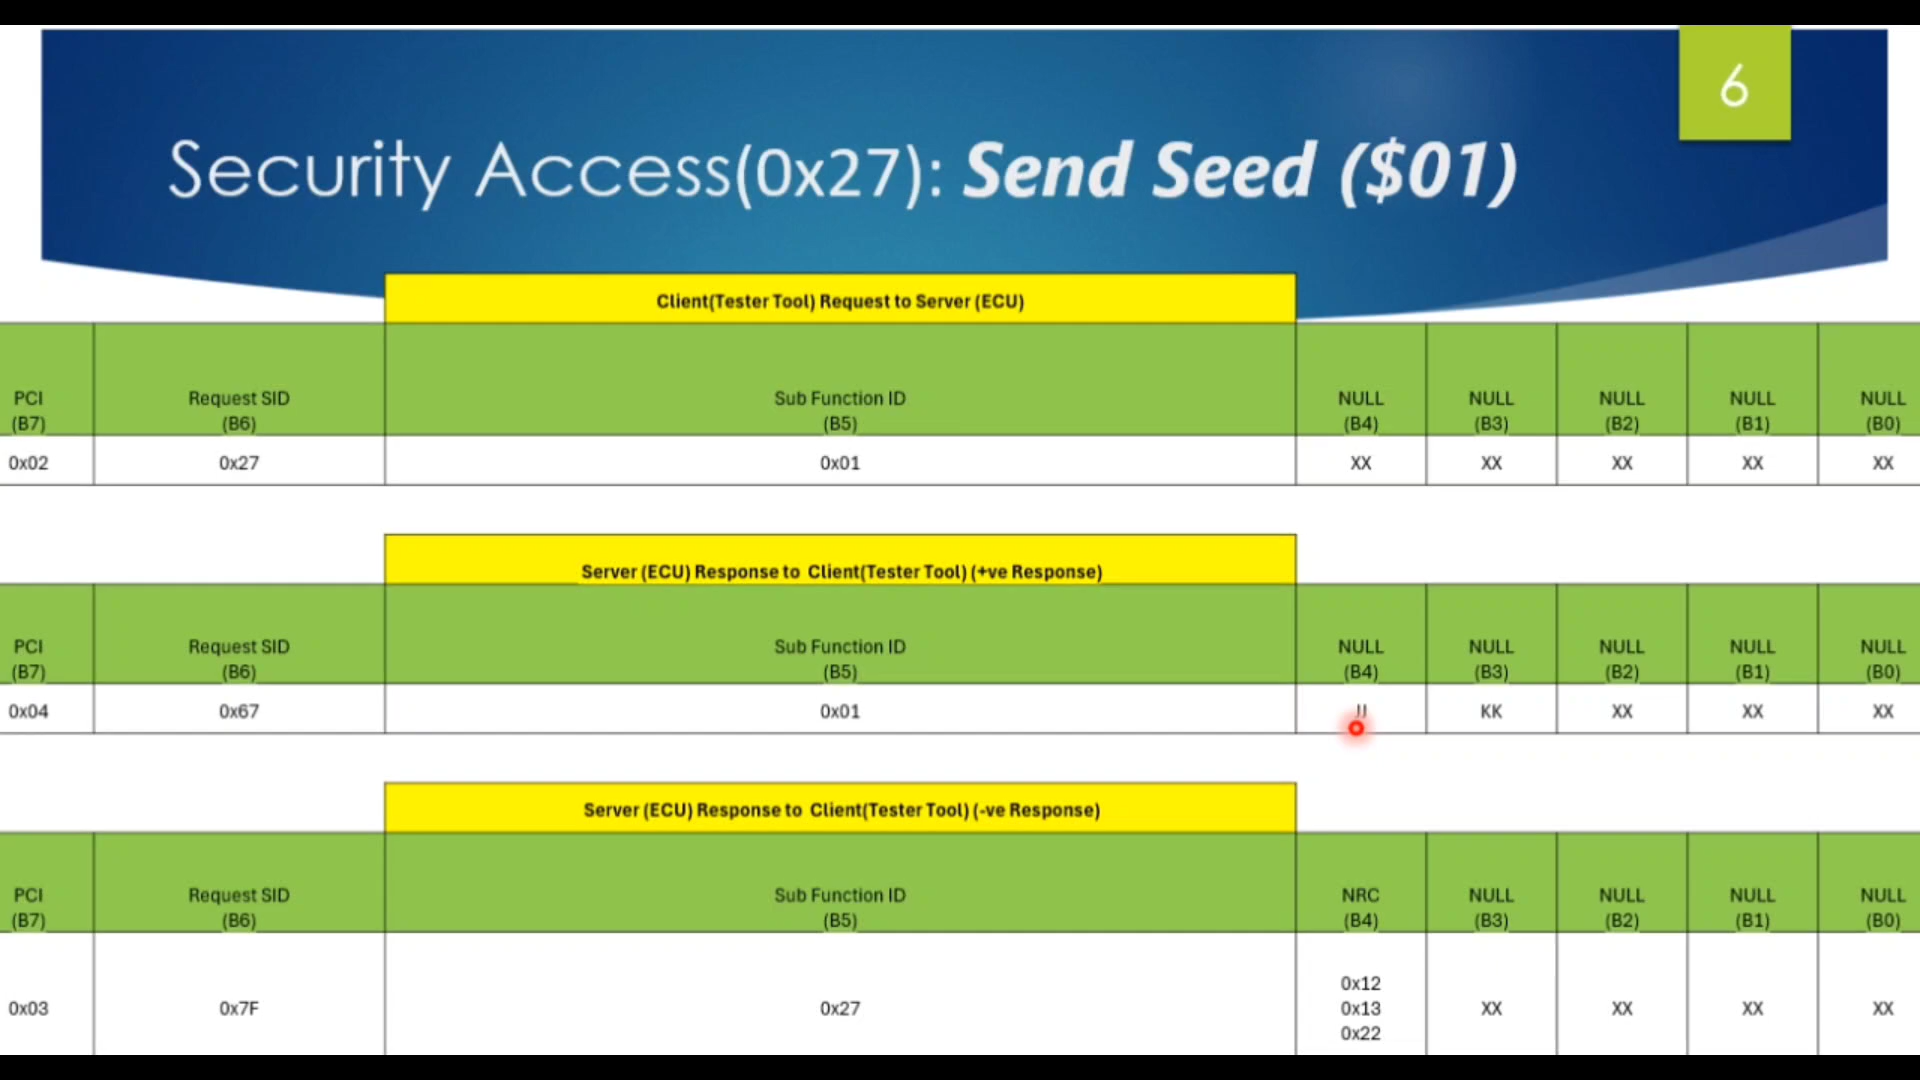 6
Security Access(0x27): Send Seed ($01)
Client(Tester Tool) Request to Server (ECU)
PCI Request SID Sub Function ID NULL NULL NULL NULL NULL
(B7) (B6) (B5) (B4) (B3) (B2) (B1) (B0)
0x02 0x27 0x01 XX XX XX XX XX
Server (ECU) Response to Client(Tester Tool) (+ve Response)
PCI Request SID Sub Function ID NULL NULL NULL NULL NULL
(B7) (B6) (B5) (B4) (B3) (B2) (B1) (B0)
0x04 0x67 0x01 JJ KK XX XX XX
Server (ECU) Response to Client(Tester Tool) (-ve Response)
PCI Request SID Sub Function ID NRC NULL NULL NULL NULL
(B7) (B6) (B5) (B4) (B3) (B2) (B1) (B0)
0x12
0x03 0x7F 0x27 0x13 XX XX XX XX
0x22